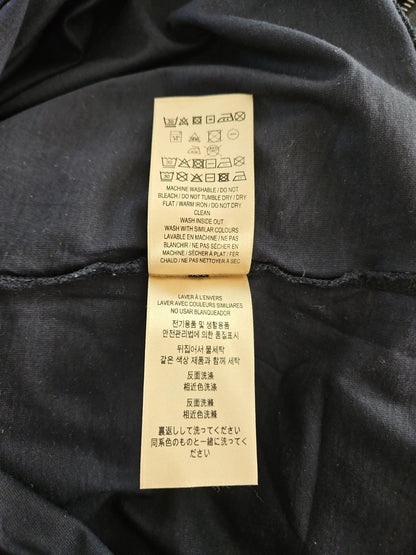 MACHINE WASHABLE / DO NOT
BLEACH / DO NOT TUMBLE DRY / DRY
FLAT / WARM IRON / DO NOT DRY
CLEAN
WASH INSIDE OUT
WASH WITH SIMILAR COLOURS
LAVABLE EN MACHINE / NE PAS
BLANCHIR / NE PAS SÉCHER EN
MACHINE / SÉCHER À PLAT / FER
CHAUD / NE PAS NETTOYER À SEC
LAVER À L'ENVERS
LAVER AVEC COULEURS SIMILIARES
NO USAR BLANQUEADOR
전기용품 및 생활용품
안전관리법에 의한 품질표시
뒤집어서 물세탁
같은 색상 제품과 함께 세탁
反面洗涤
相近色洗涤
反面洗滌
相近色洗滌
裏返しして洗ってください
同系色のものと一緒に洗ってくだ
さい